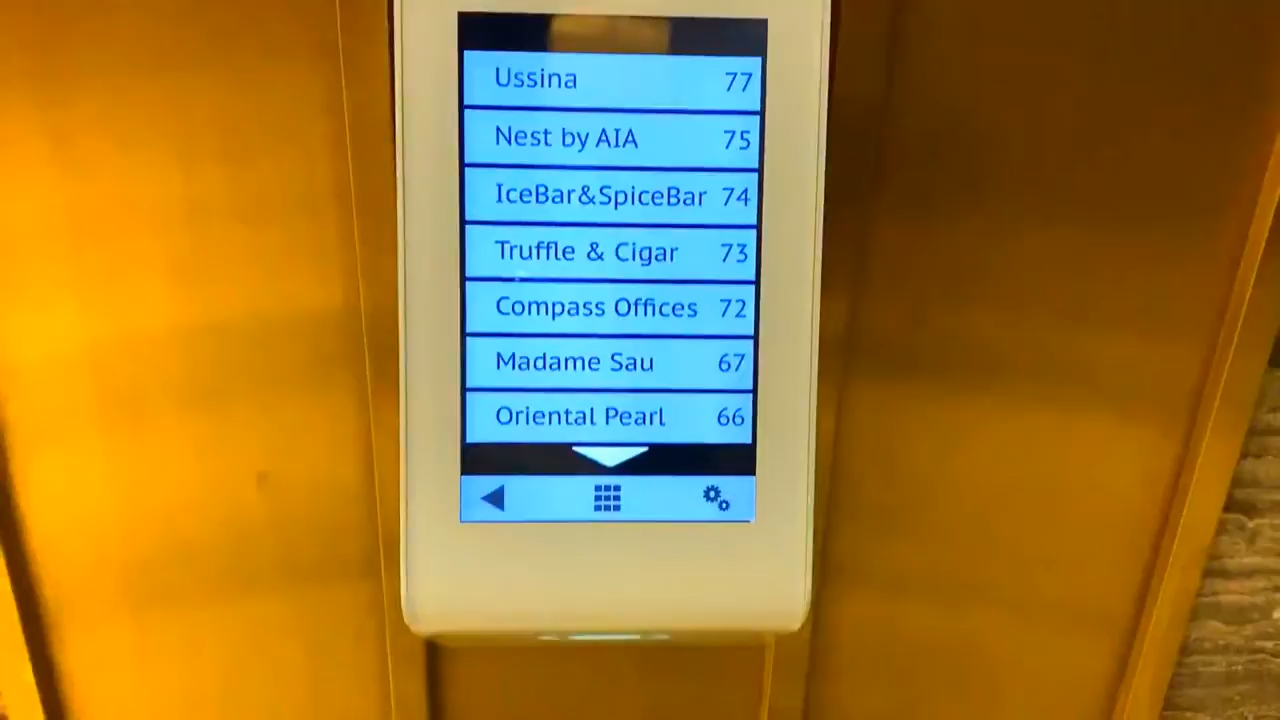 Ussina 77
Nest by AIA 75
IceBar&SpiceBar 74
Truffle & Cigar 73
Compass Offices 72
Madame Sau 67
Oriental Pearl 66